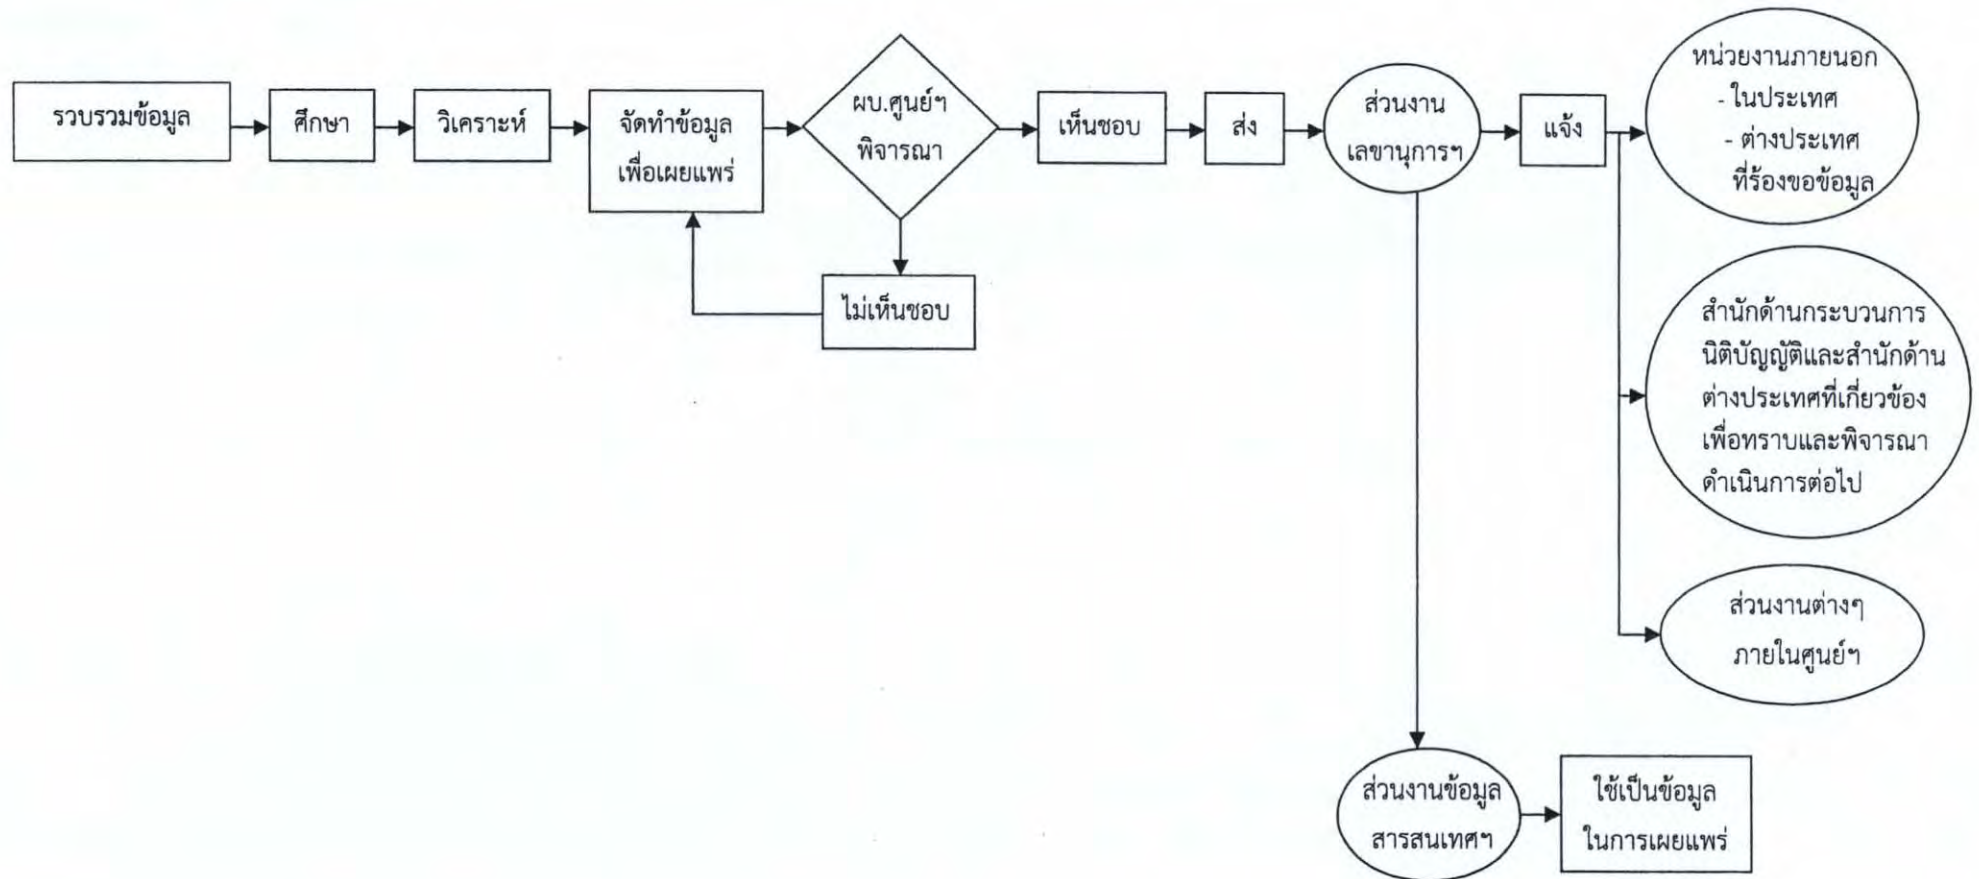 รวบรวมข้อมูล
ศึกษา
วิเคราะห์
จัดทำข้อมูล
เพื่อเผยแพร่
ผบ.ศูนย์ฯ
พิจารณา
ไม่เห็นชอบ
เห็นชอบ
ส่ง
ส่วนงาน
เลขานุการฯ
แจ้ง
หน่วยงานภายนอก
- ในประเทศ
- ต่างประเทศ
ที่ร้องขอข้อมูล
สำนักด้านกระบวนการ
นิติบัญญัติและสำนักด้าน
ต่างประเทศที่เกี่ยวข้อง
เพื่อทราบและพิจารณา
ดำเนินการต่อไป
ส่วนงานต่างๆ
ภายในศูนย์ฯ
ส่วนงานข้อมูล
สารสนเทศฯ
ใช้เป็นข้อมูล
ในการเผยแพร่